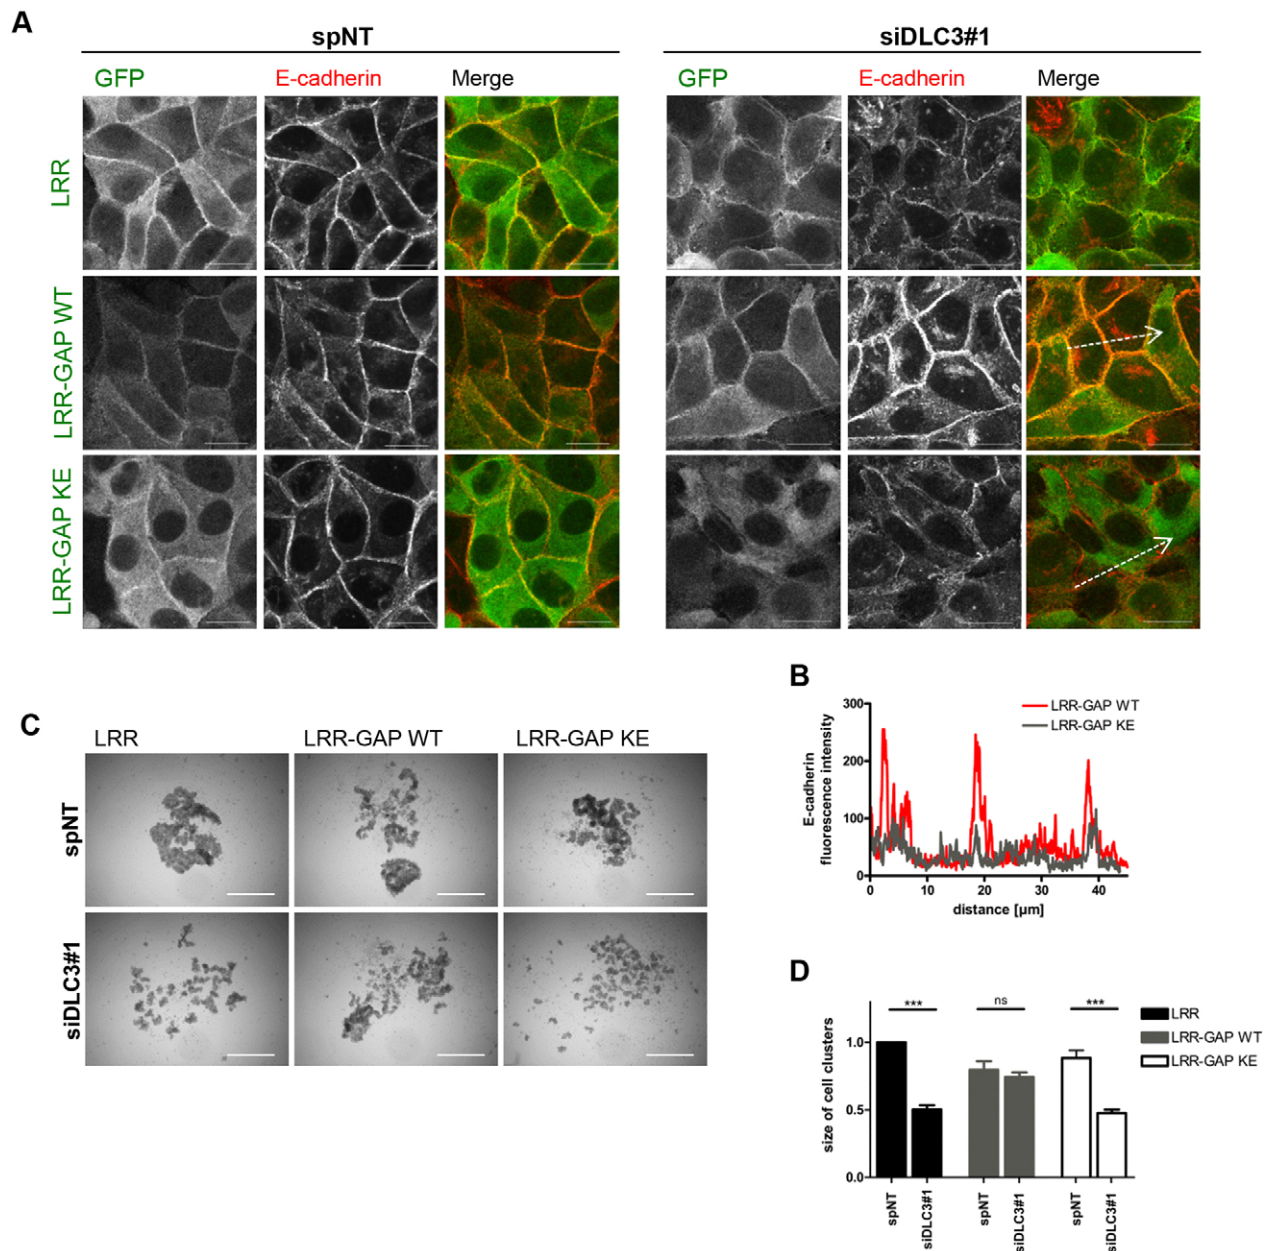 A
spNT
siDLC3#1
GFP
E-cadherin
Merge
GFP
E-cadherin
Merge
LRR
LRR-GAP WT
LRR-GAP KE
B
300
200
100
0
E-cadherin
fluorescence intensity
0
10
20
30
40
distance [µm]
LRR-GAP WT
LRR-GAP KE
C
LRR
LRR-GAP WT
LRR-GAP KE
spNT
siDLC3#1
D
***
ns
***
1.0
0.5
0.0
size of cell clusters
spNT
siDLC3#1
spNT
siDLC3#1
spNT
siDLC3#1
LRR
LRR-GAP WT
LRR-GAP KE